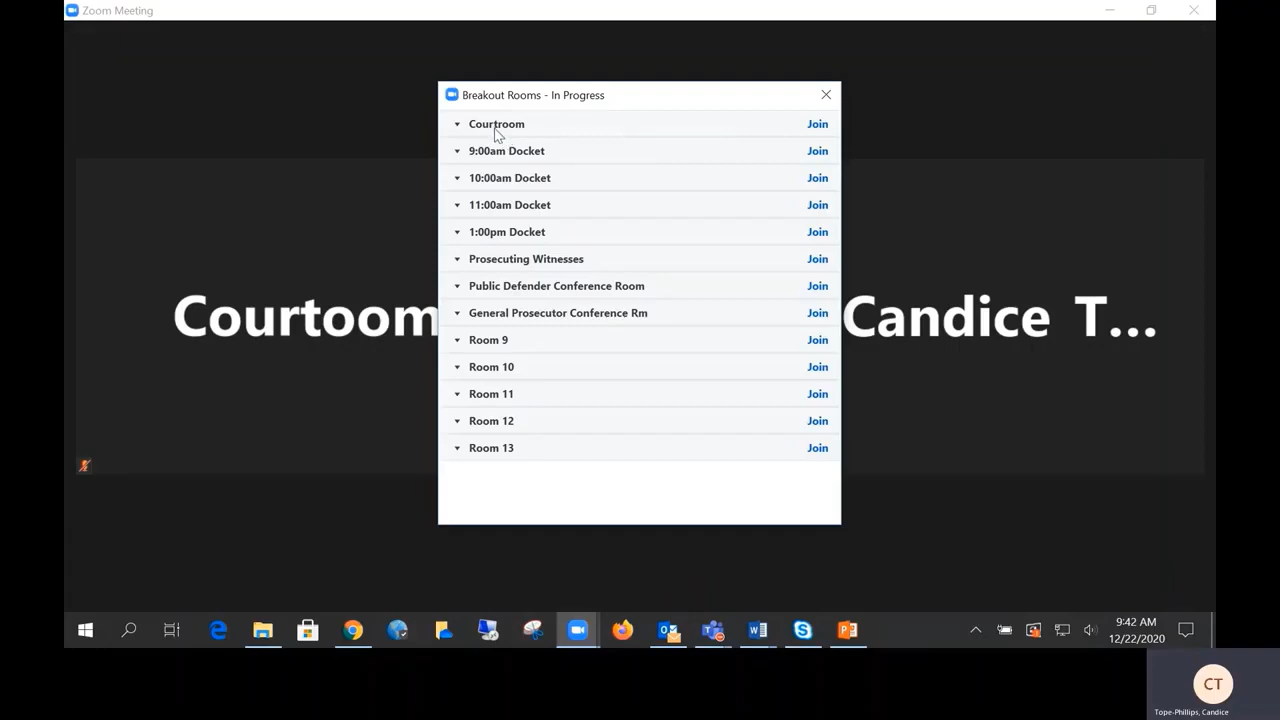 Zoom Meeting
Breakout Rooms - In Progress
Courtroom Join
9:00am Docket Join
10:00am Docket Join
11:00am Docket Join
1:00pm Docket Join
Prosecuting Witnesses Join
Public Defender Conference Room Join
General Prosecutor Conference Rm Join
Room 9 Join
Room 10 Join
Room 11 Join
Room 12 Join
Room 13 Join
Courtoom
Candice T...
9:42 AM
12/22/2020
CT
Tope-Phillips, Candice